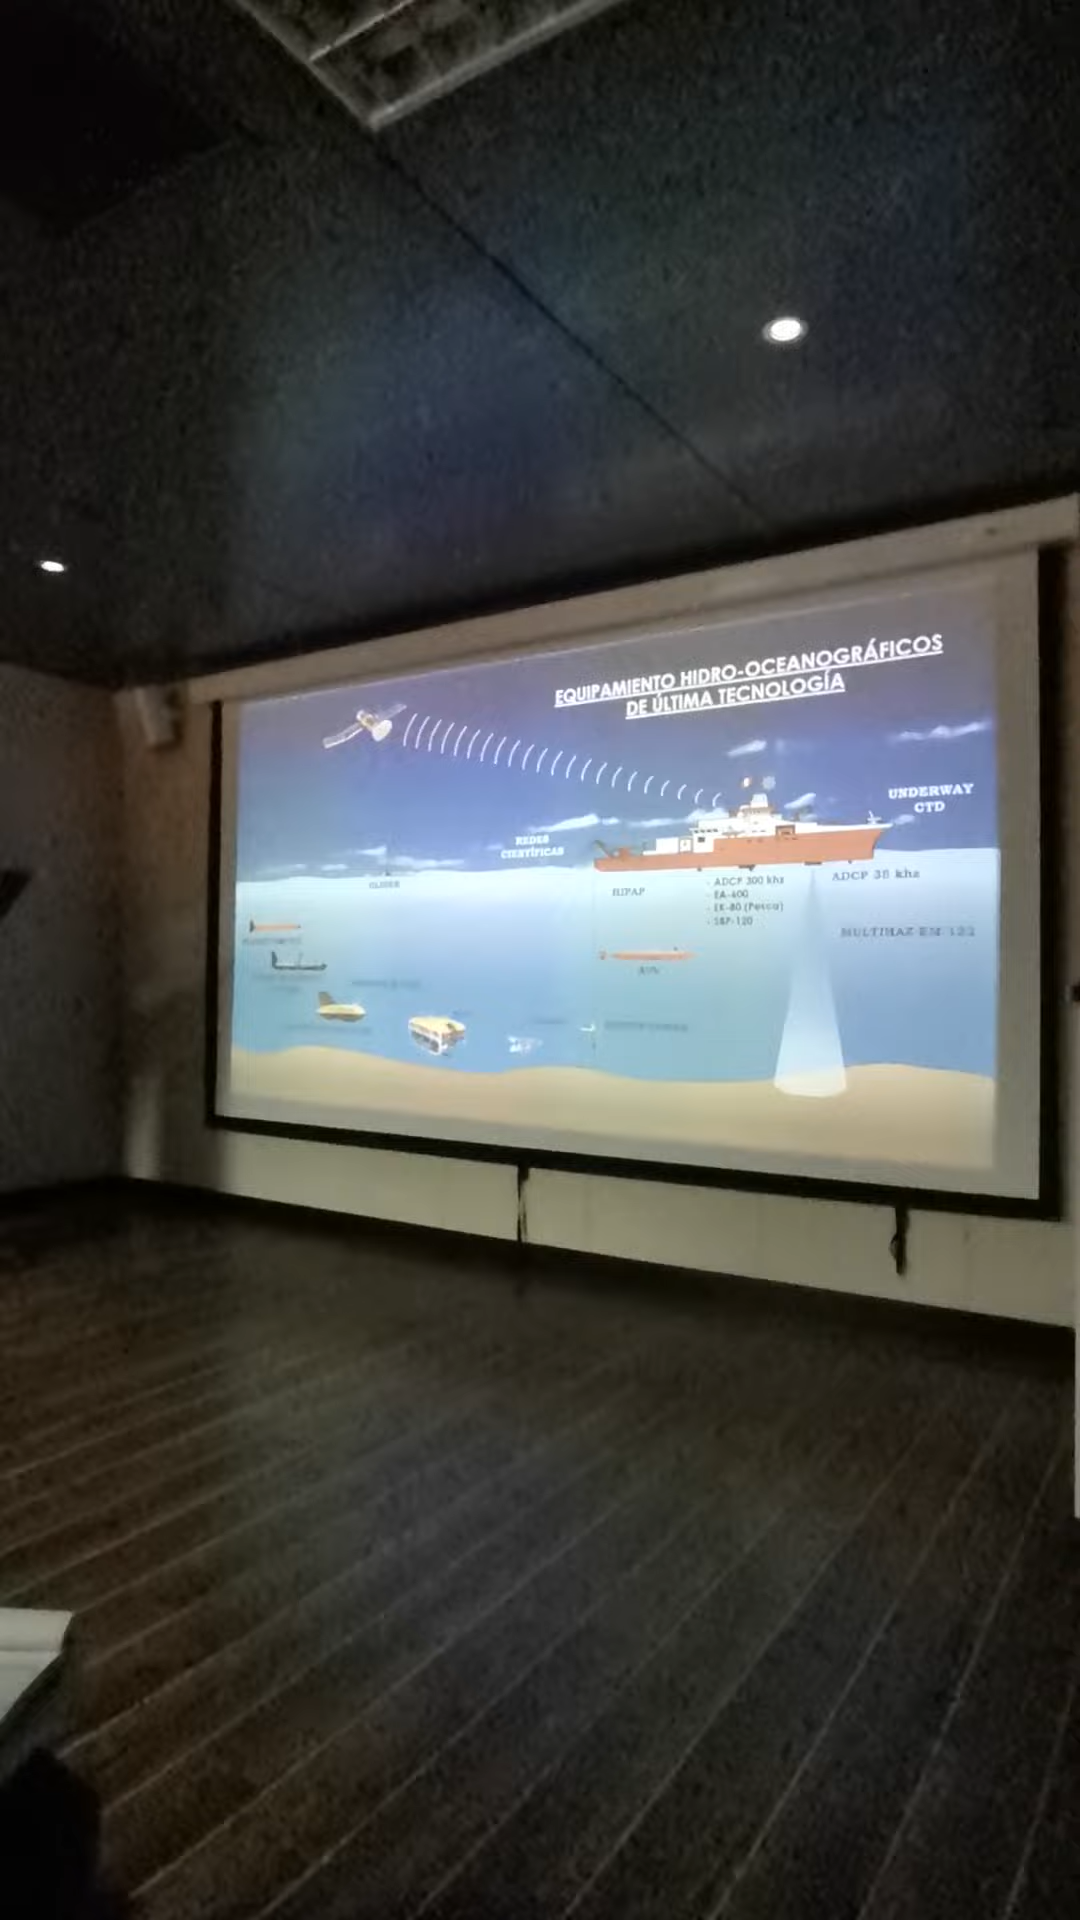 EQUIPAMIENTO HIDRO-OCEANOGRÁFICOS
DE ÚLTIMA TECNOLOGÍA
UNDERWAY
CTD
REDES
CIENTÍFICAS
GLIDER
HIPAP
- ADCP 300 khz
- EA-600
- EK-80 (Pesca)
- SBP-120
ADCP 38 khz
MULTIHAZ EM-122
AUV